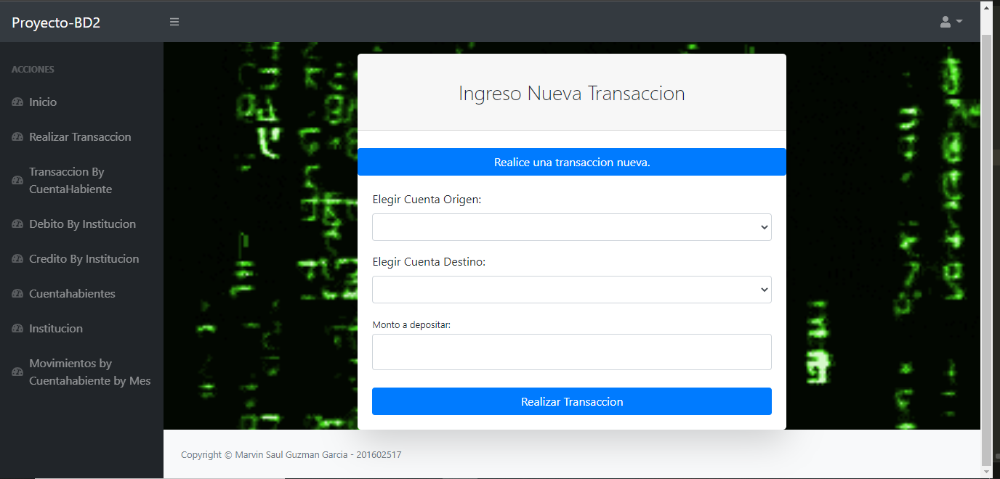 Proyecto-BD2
ACCIONES
Inicio
Realizar Transaccion
Transaccion By
CuentaHabiente
Debito By Institucion
Credito By Institucion
Cuentahabientes
Institucion
Movimientos by
Cuentahabiente by Mes
Ingreso Nueva Transaccion
Realice una transaccion nueva.
Elegir Cuenta Origen:
Elegir Cuenta Destino:
Monto a depositar:
Realizar Transaccion
Copyright © Marvin Saul Guzman Garcia - 201602517